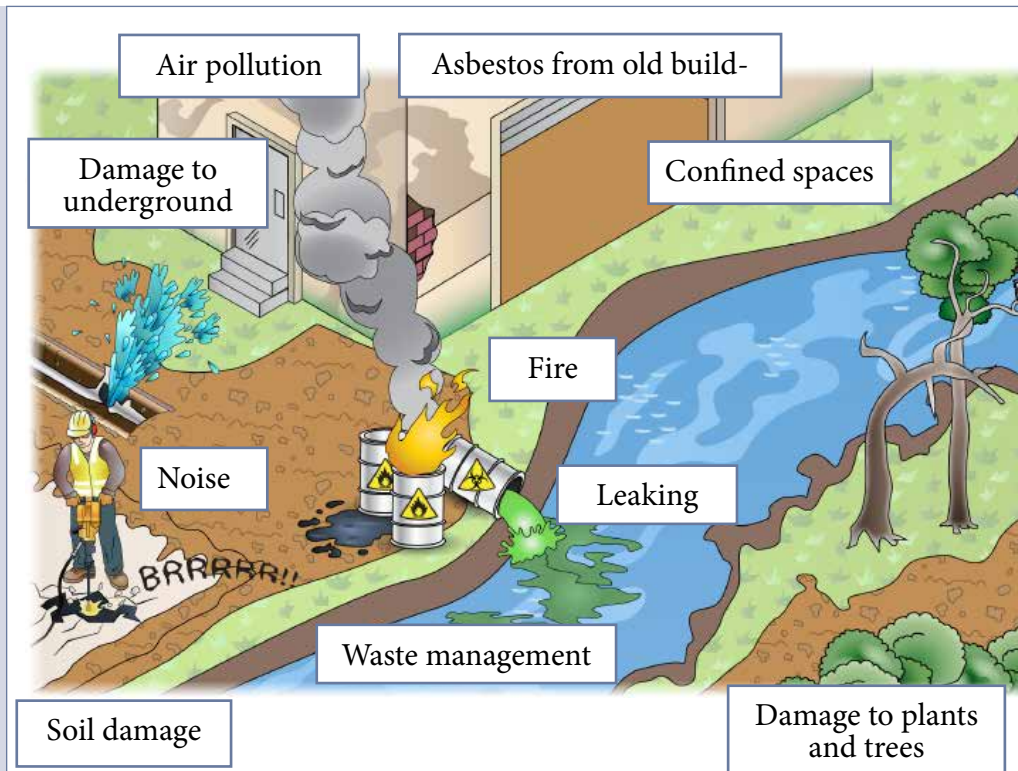 Air pollution
Asbestos from old build-
Damage to
underground
Confined spaces
Fire
Noise
Leaking
BRRRRR!!
Waste management
Soil damage
Damage to plants
and trees